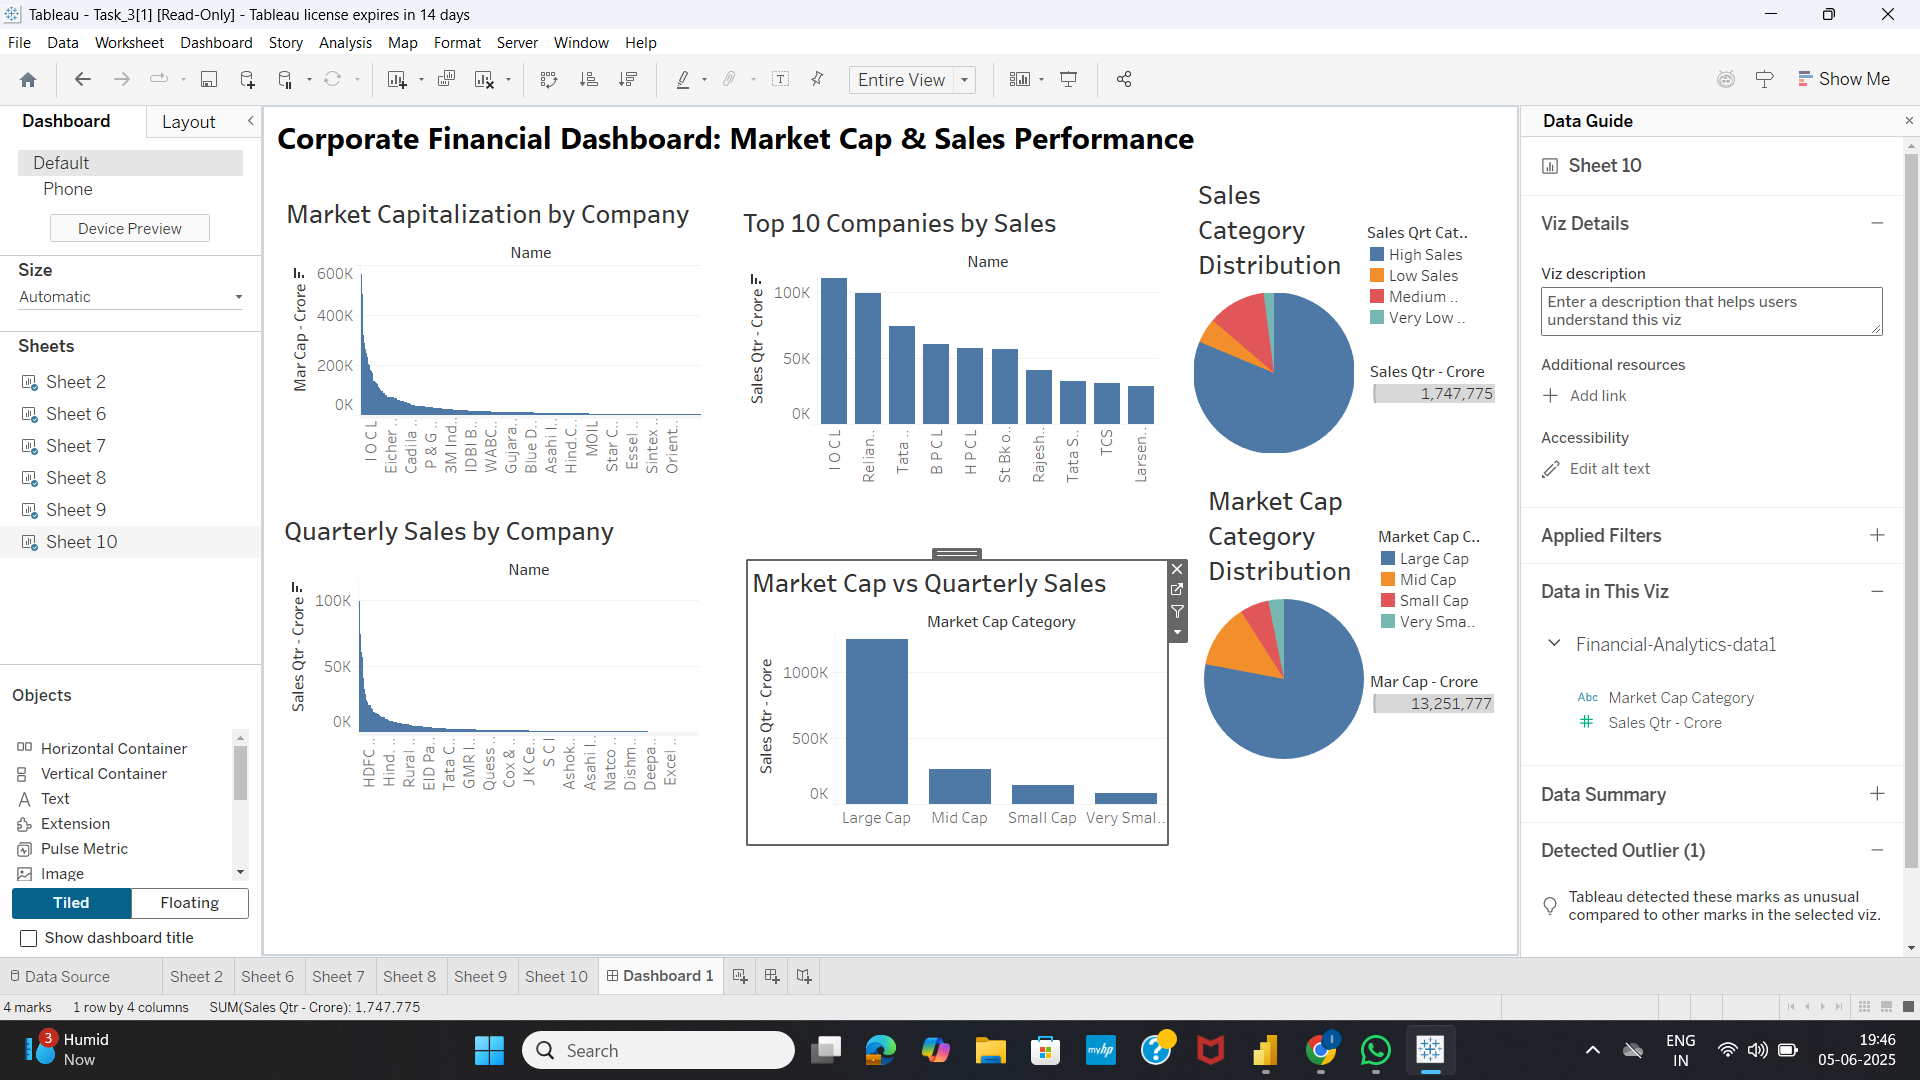 Tableau - Task_3[1] [Read-Only] - Tableau license expires in 14 days
File Data Worksheet Dashboard Story Analysis Map Format Server Window Help
Entire View
Show Me
Dashboard Layout
Default
Phone
Device Preview
Size
Automatic
Sheets
Sheet 2
Sheet 6
Sheet 7
Sheet 8
Sheet 9
Sheet 10
Objects
Horizontal Container
Vertical Container
Text
Extension
Pulse Metric
Image
Tiled Floating
Show dashboard title
Corporate Financial Dashboard: Market Cap & Sales Performance
Market Capitalization by Company
Name
Mar Cap - Crore
600K
400K
200K
0K
I O C L
Eicher ..
Cadila ..
P & G ..
3M Ind..
IDBI B..
WABC..
Gujara..
Blue D..
Asahi I..
Hind.C..
MOIL
Star C..
Essel ..
Sintex ..
Orient..
Top 10 Companies by Sales
Name
Sales Qtr - Crore
100K
50K
0K
I O C L
Relian..
Tata ..
B P C L
H P C L
St Bk o..
Rajesh..
Tata S..
TCS
Larsen..
Sales
Category
Distribution
Sales Qrt Cat..
High Sales
Low Sales
Medium ..
Very Low ..
Sales Qtr - Crore
1,747,775
Quarterly Sales by Company
Name
Sales Qtr - Crore
100K
50K
0K
HDFC ..
Hind. ..
Rural ..
EID Pa..
Tata C..
GMR I..
Quess ..
Cox & ..
J K Ce..
S C I
Ashok..
Asahi I..
Natco ..
Dishm..
Deepa..
Excel ..
Market Cap vs Quarterly Sales
Market Cap Category
Sales Qtr - Crore
1000K
500K
0K
Large Cap
Mid Cap
Small Cap
Very Smal..
Market Cap
Category
Distribution
Market Cap C..
Large Cap
Mid Cap
Small Cap
Very Sma..
Mar Cap - Crore
13,251,777
Data Guide
Sheet 10
Viz Details
Viz description
Enter a description that helps users
understand this viz
Additional resources
Add link
Accessibility
Edit alt text
Applied Filters
Data in This Viz
Financial-Analytics-data1
Abc Market Cap Category
Sales Qtr - Crore
Data Summary
Detected Outlier (1)
Tableau detected these marks as unusual
compared to other marks in the selected viz.
Data Source Sheet 2 Sheet 6 Sheet 7 Sheet 8 Sheet 9 Sheet 10 Dashboard 1
4 marks 1 row by 4 columns SUM(Sales Qtr - Crore): 1,747,775
3
Humid
Now
Search
myhp
ENG
IN
19:46
05-06-2025